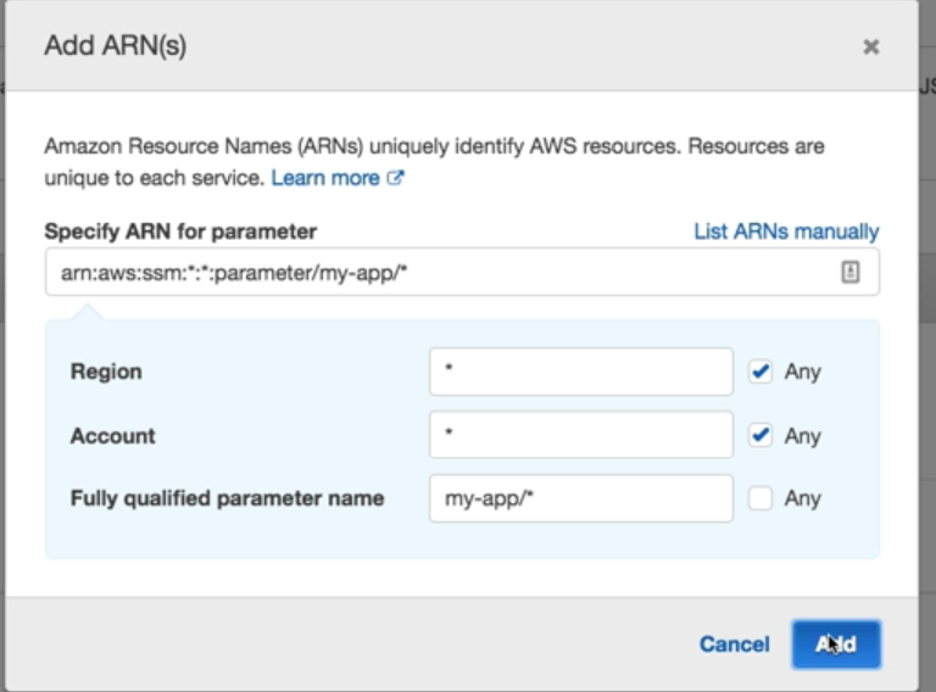 Add ARN(s)
Amazon Resource Names (ARNs) uniquely identify AWS resources. Resources are
unique to each service. Learn more
Specify ARN for parameter List ARNs manually
arn:aws:ssm:*:*:parameter/my-app/*
Region * Any
Account * Any
Fully qualified parameter name my-app/* Any
Cancel Add